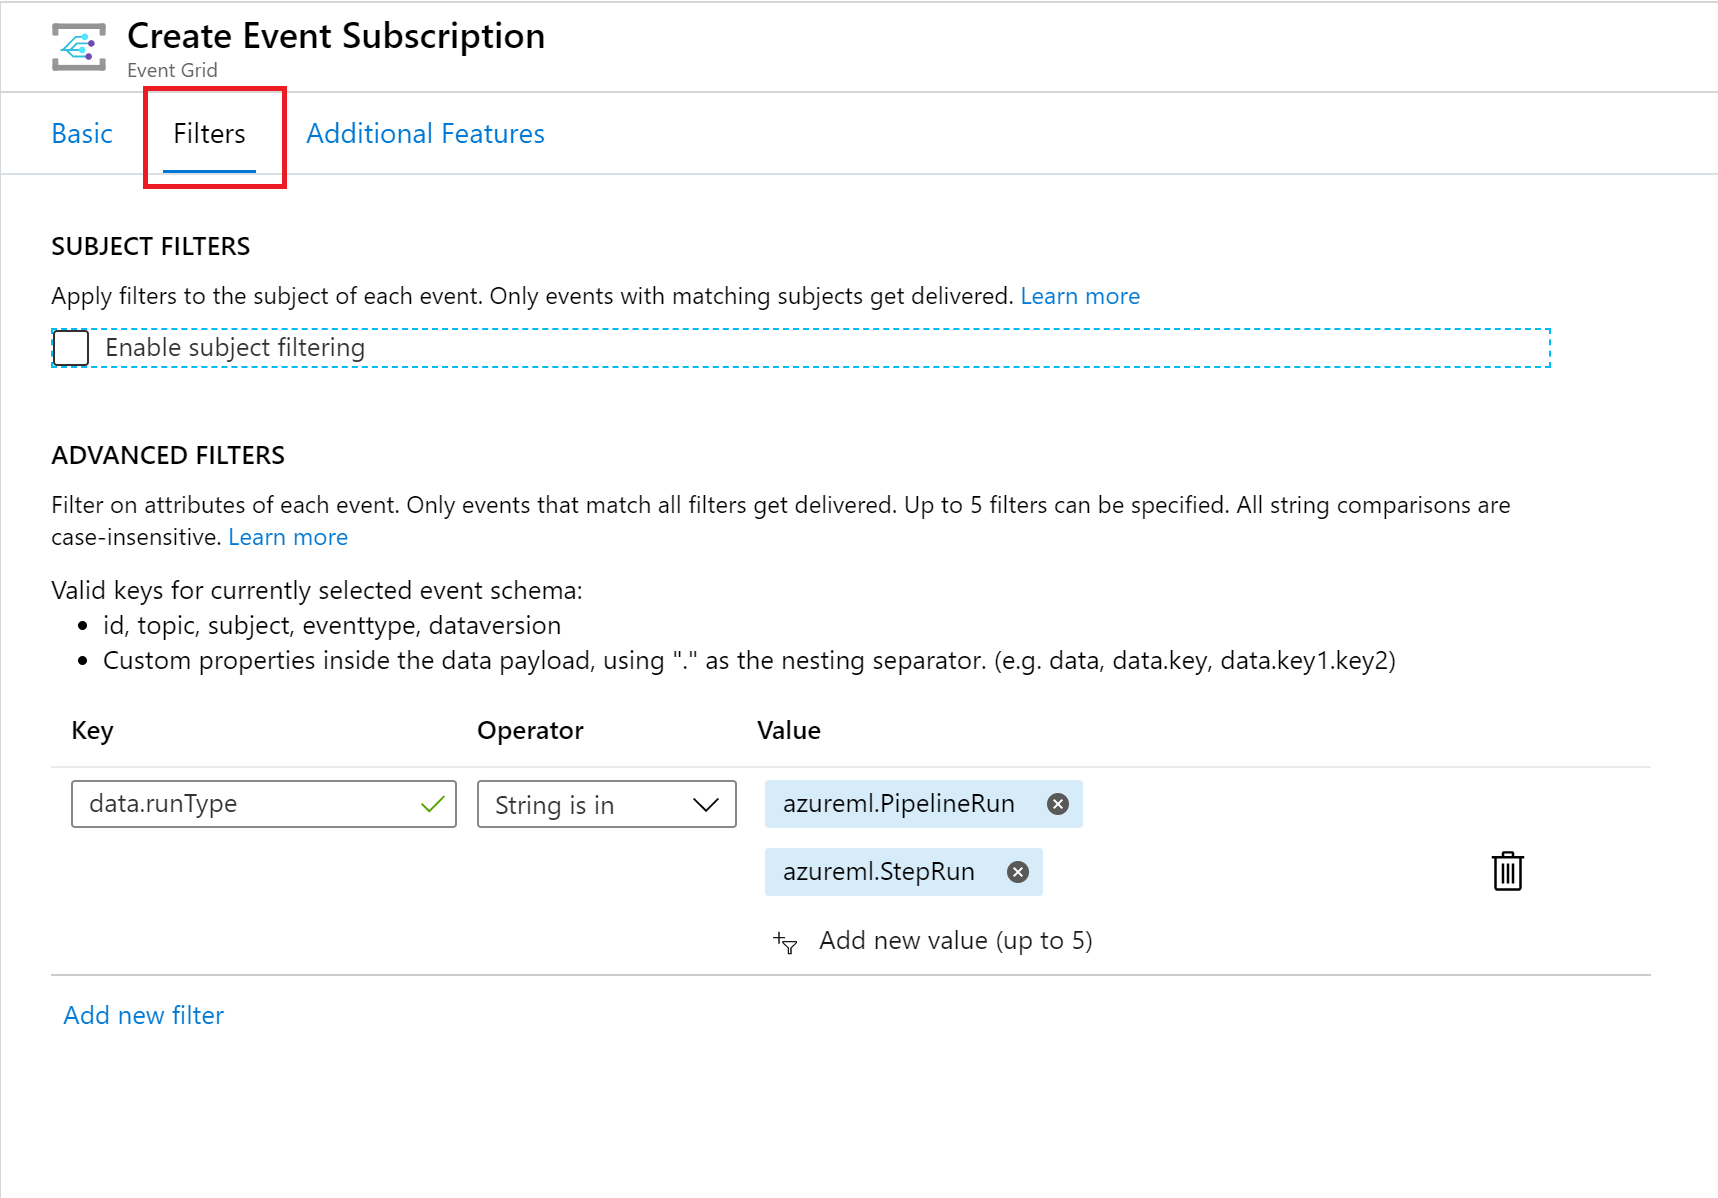 Create Event Subscription
Event Grid
Basic Filters Additional Features
SUBJECT FILTERS
Apply filters to the subject of each event. Only events with matching subjects get delivered. Learn more
Enable subject filtering
ADVANCED FILTERS
Filter on attributes of each event. Only events that match all filters get delivered. Up to 5 filters can be specified. All string comparisons are
case-insensitive. Learn more
Valid keys for currently selected event schema:
• id, topic, subject, eventtype, dataversion
• Custom properties inside the data payload, using "." as the nesting separator. (e.g. data, data.key, data.key1.key2)
Key Operator Value
data.runType String is in azureml.PipelineRun
azureml.StepRun
Add new value (up to 5)
Add new filter